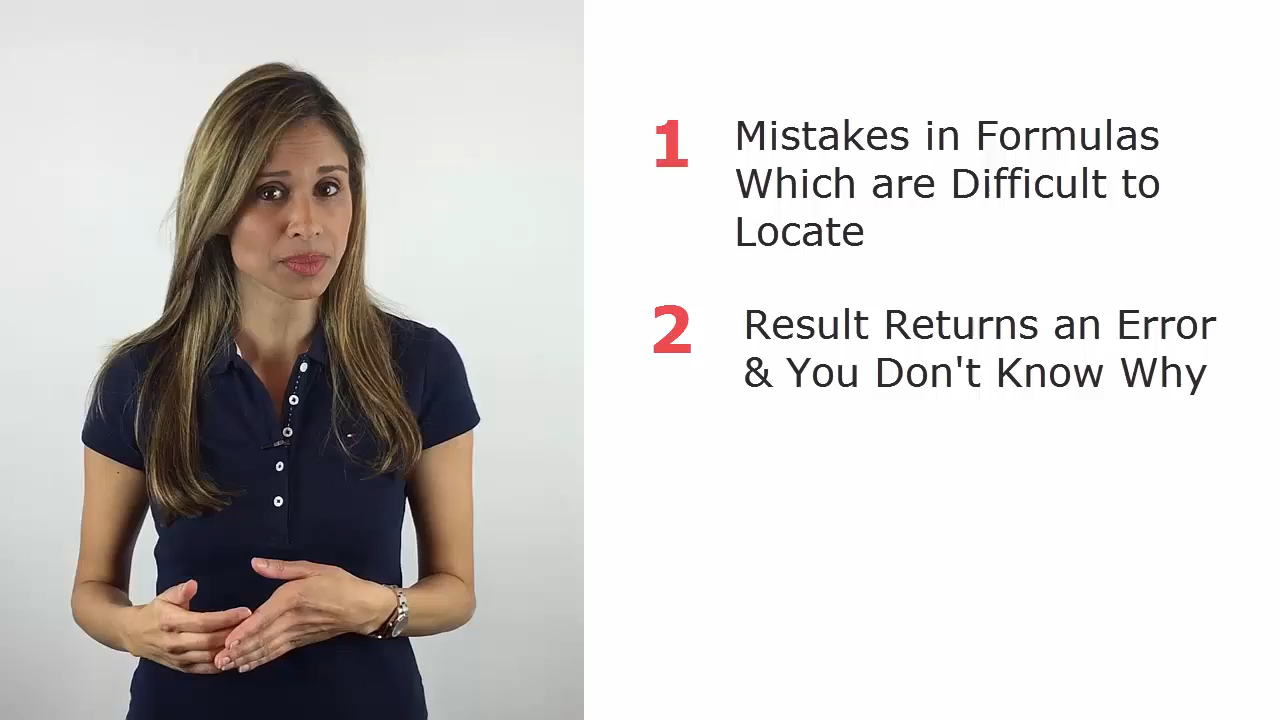 1 Mistakes in Formulas
Which are Difficult to
Locate
2 Result Returns an Error
& You Don't Know Why